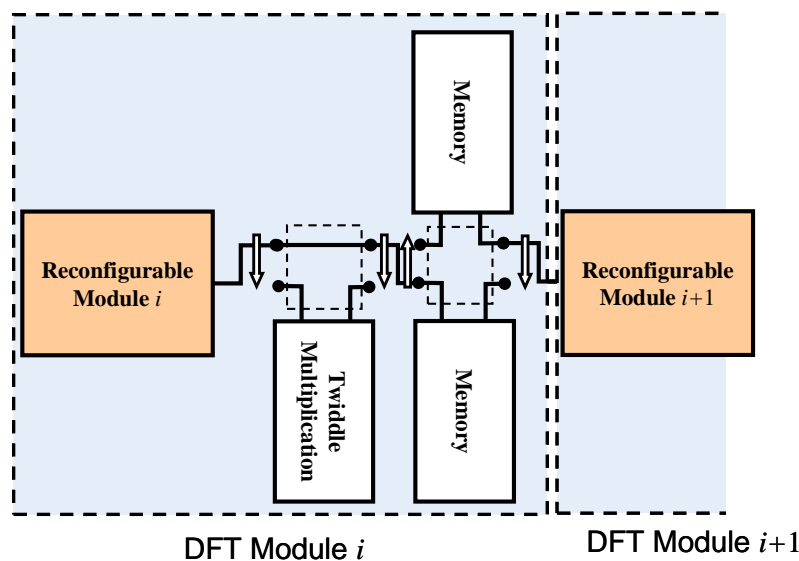 Memory
Reconfigurable
Module i
Reconfigurable
Module i+1
Twiddle
Multiplication
Memory
DFT Module i
DFT Module i+1